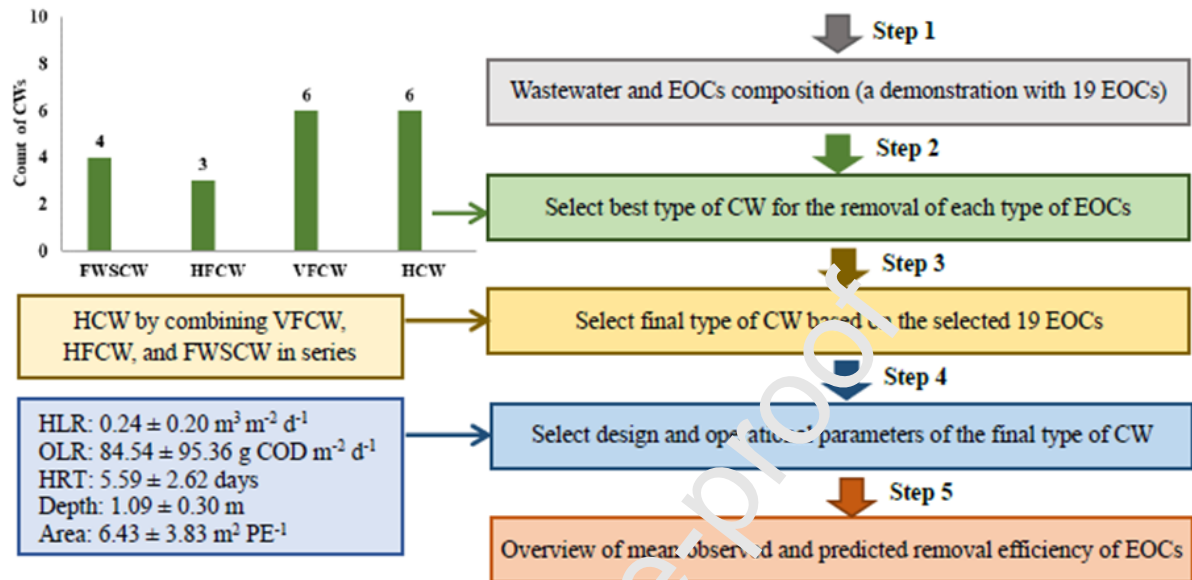 10
8
6
4
2
0
Count of CWs
4
3
6
6
FWSCW
HFCW
VFCW
HCW
Step 1
Wastewater and EOCs composition (a demonstration with 19 EOCs)
Step 2
Select best type of CW for the removal of each type of EOCs
Step 3
HCW by combining VFCW,
HFCW, and FWSCW in series
Select final type of CW based on the selected 19 EOCs
Step 4
HLR: 0.24 ± 0.20 m³ m⁻² d⁻¹
OLR: 84.54 ± 95.36 g COD m⁻² d⁻¹
HRT: 5.59 ± 2.62 days
Depth: 1.09 ± 0.30 m
Area: 6.43 ± 3.83 m² PE⁻¹
Select design and operational parameters of the final type of CW
Step 5
Overview of mean observed and predicted removal efficiency of EOCs
e-proof